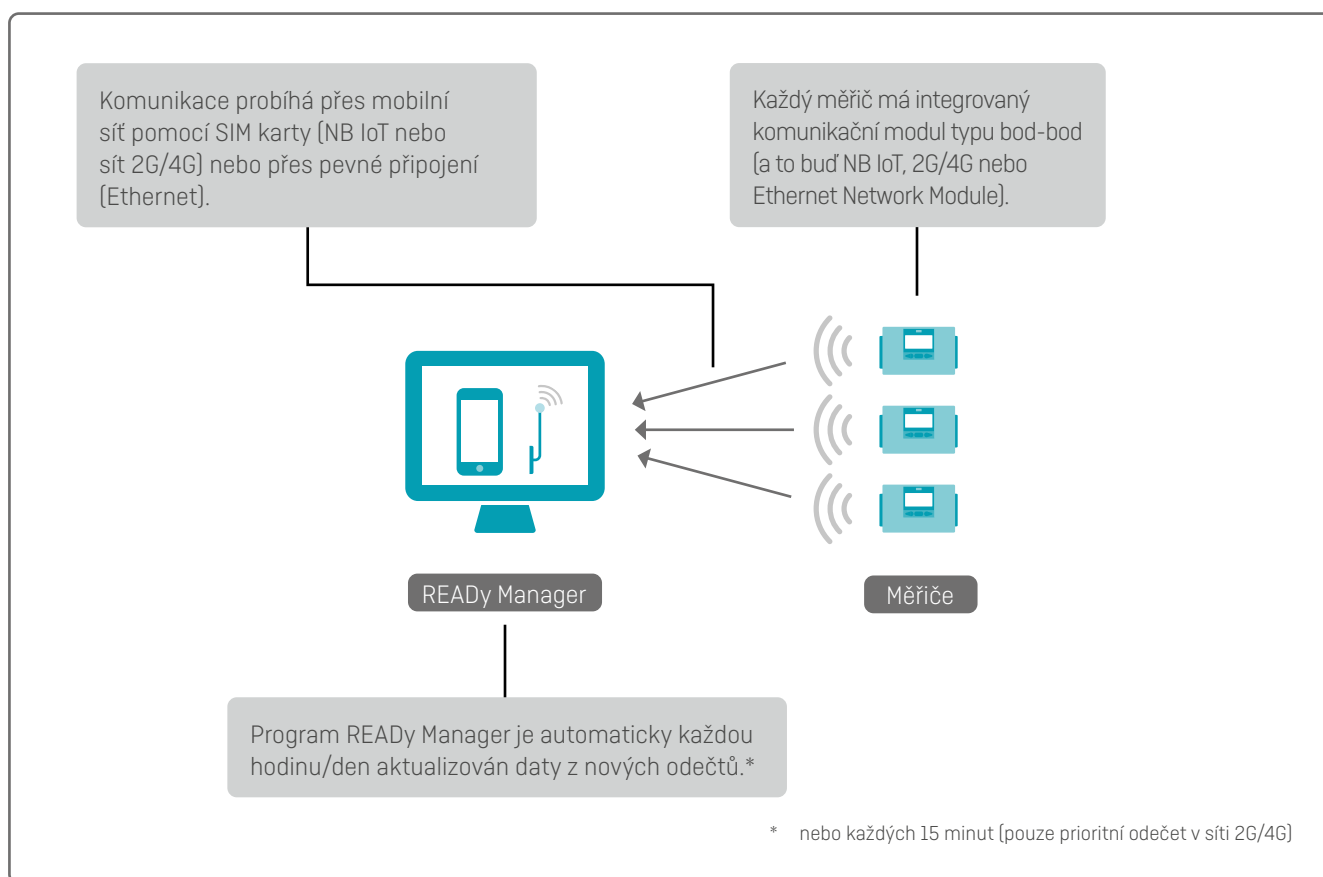 Komunikace probíhá přes mobilní
síť pomocí SIM karty (NB IoT nebo
sít 2G/4G) nebo přes pevné připojení
(Ethernet).
Každý měřič má integrovaný
komunikační modul typu bod-bod
(a to buď NB IoT, 2G/4G nebo
Ethernet Network Module).
READy Manager
Měřiče
Program READy Manager je automaticky každou
hodinu/den aktualizován daty z nových odečtů.*
* nebo každých 15 minut (pouze prioritní odečet v síti 2G/4G)